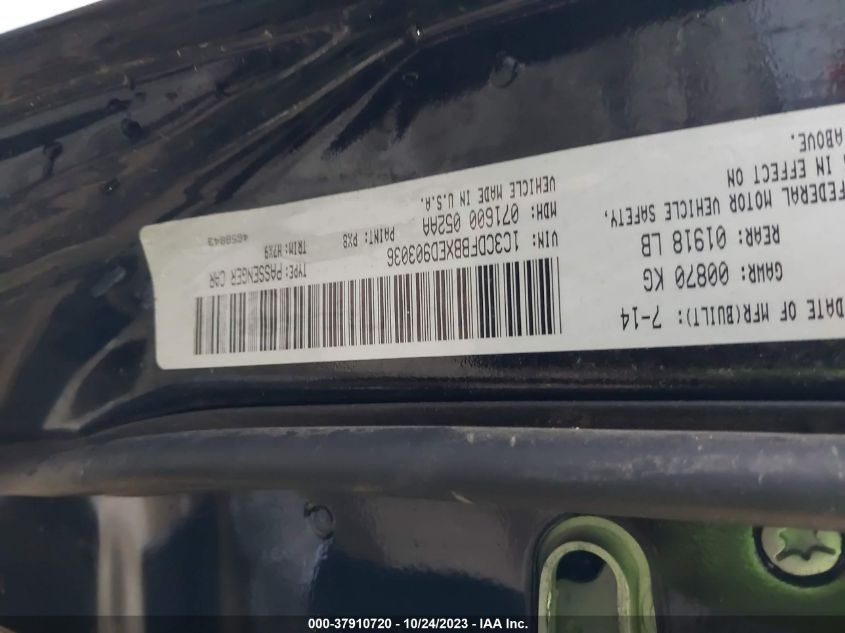 DATE OF MFR(BUILT): 7-14
GAWR: 00870 KG
REAR: 01918 LB
FEDERAL MOTOR VEHICLE SAFETY,
IN EFFECT ON
ABOVE.
VIN: 1C3CDFBBXED903036 TYPE: PASSENGER CAR
MDH: 071600 052AA PAINT: PX8 TRIM: H7X9
VEHICLE MADE IN U.S.A. 4658843
000-37910720 - 10/24/2023 - IAA Inc.